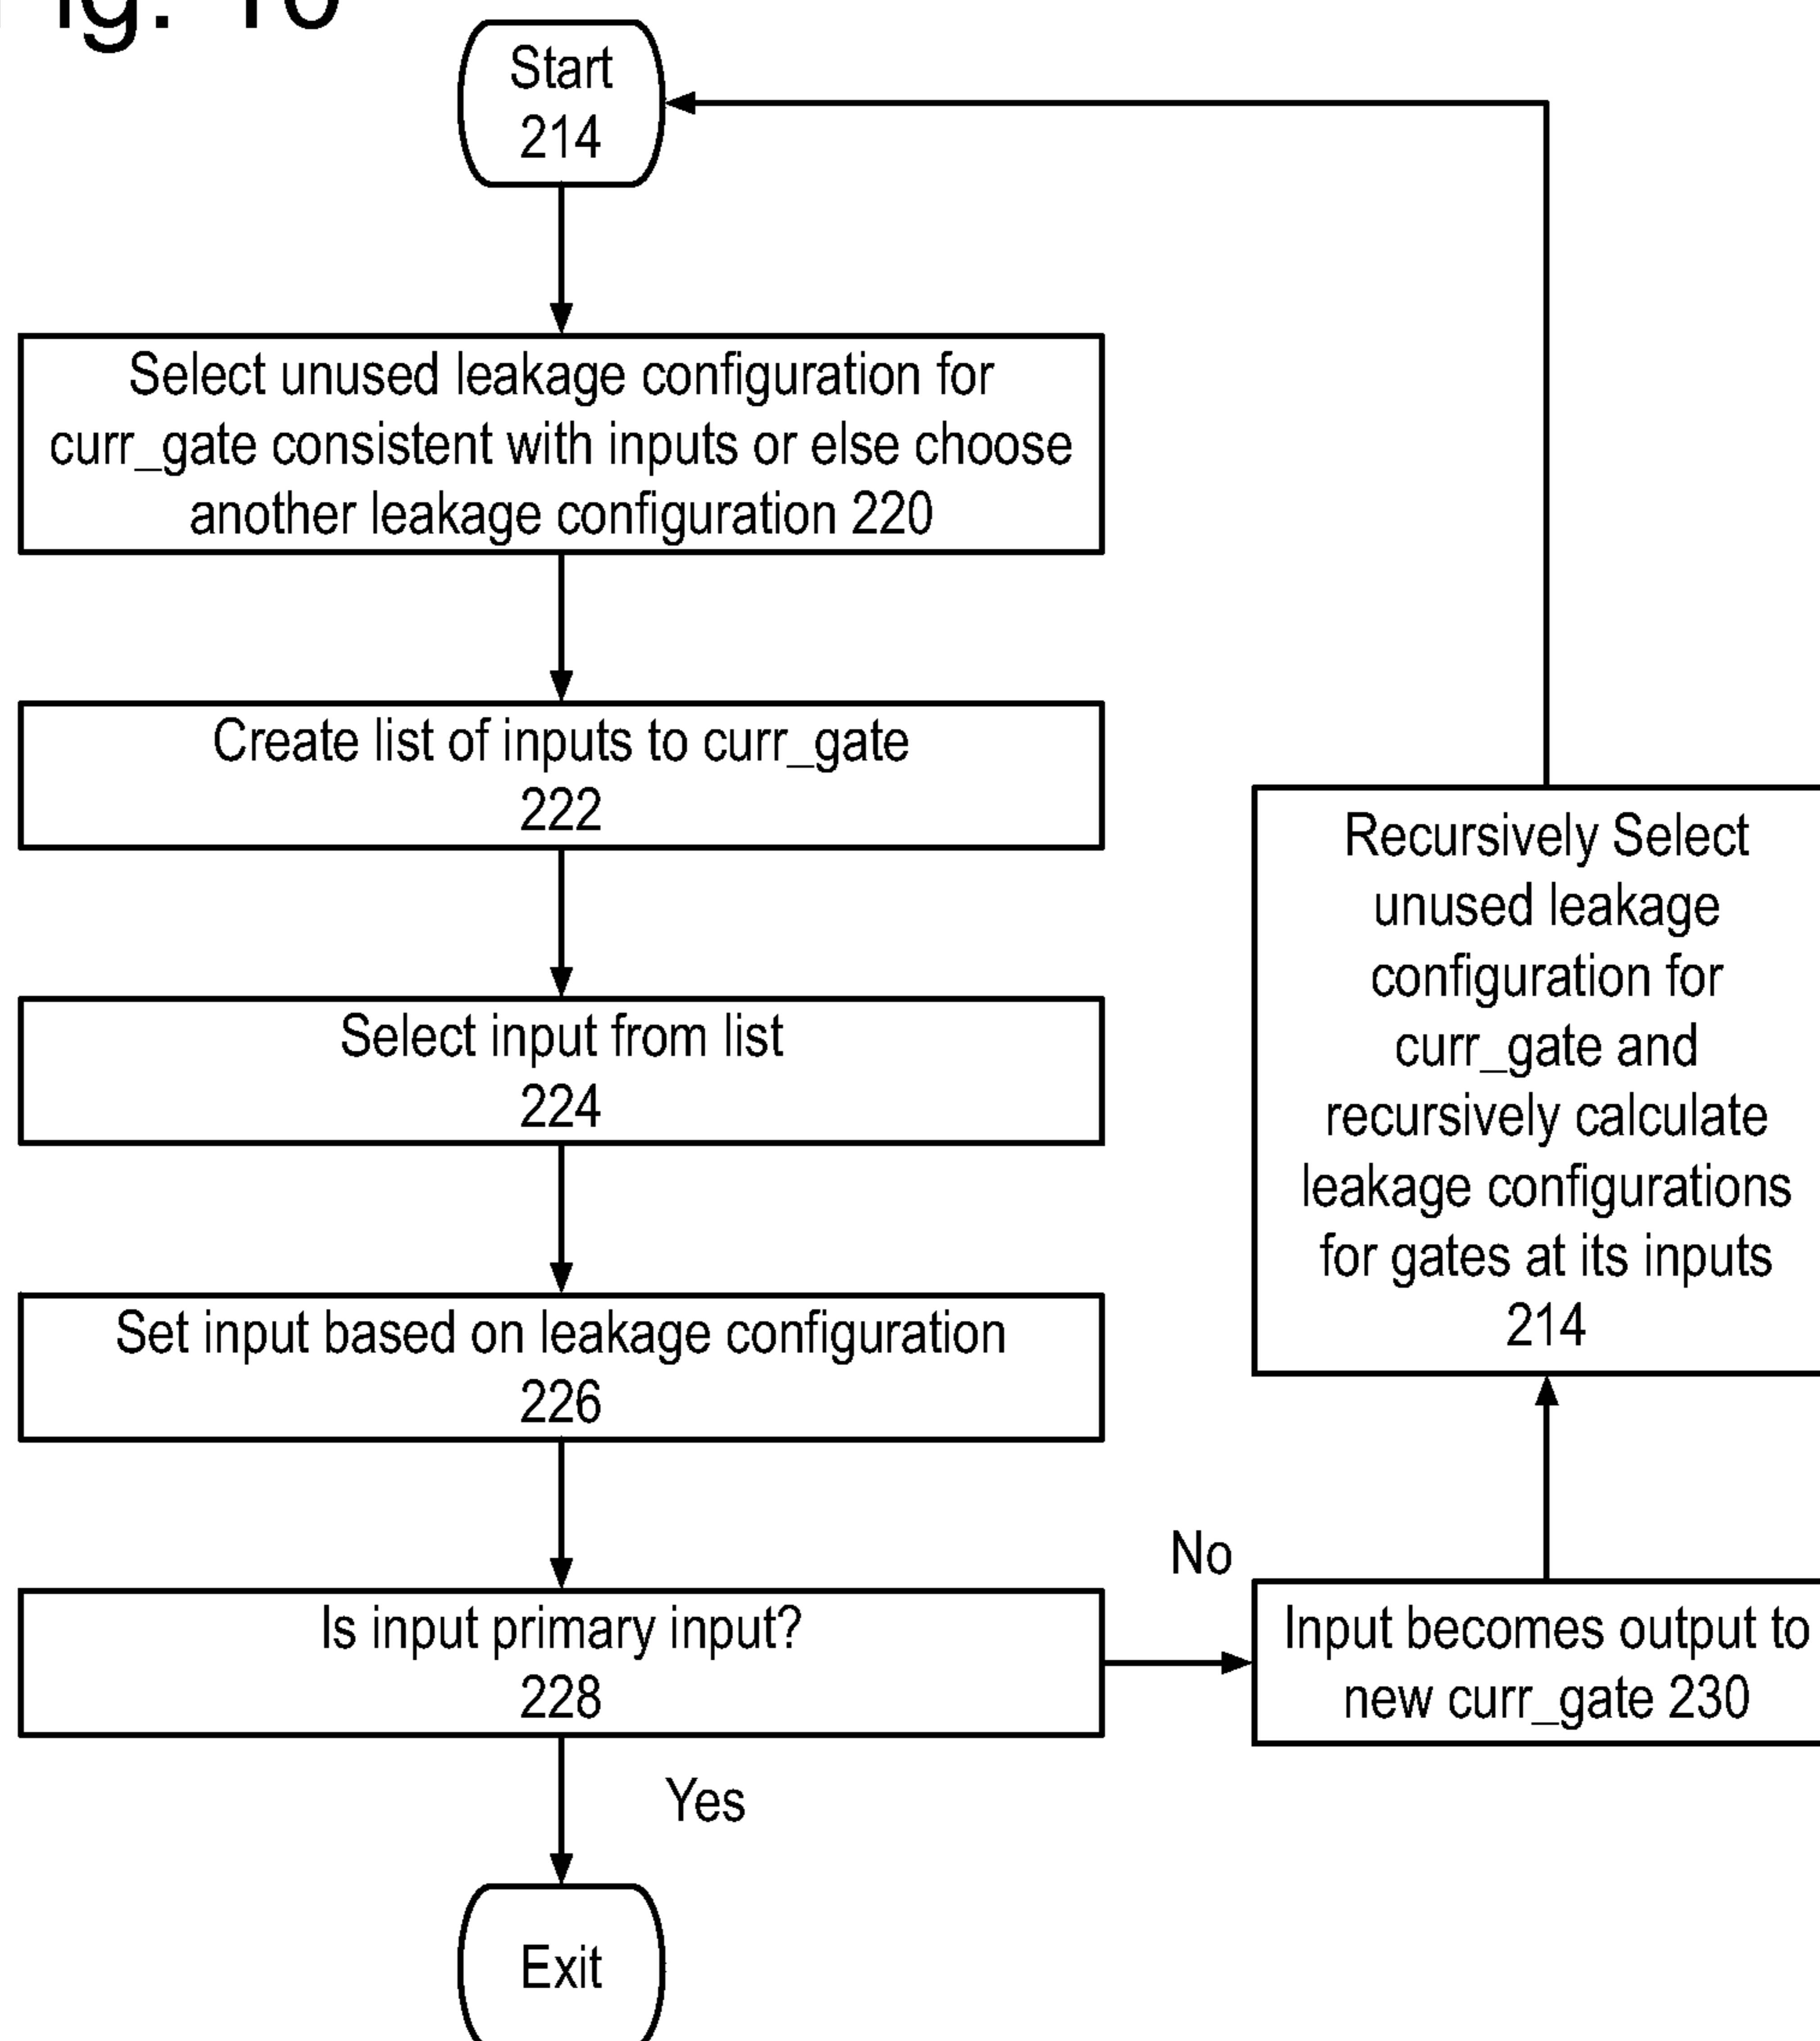 Fig. 10
Start
214
Select unused leakage configuration for
curr_gate consistent with inputs or else choose
another leakage configuration 220
Create list of inputs to curr_gate
222
Select input from list
224
Set input based on leakage configuration
226
Is input primary input?
228
Yes
Exit
No
Input becomes output to
new curr_gate 230
Recursively Select
unused leakage
configuration for
curr_gate and
recursively calculate
leakage configurations
for gates at its inputs
214